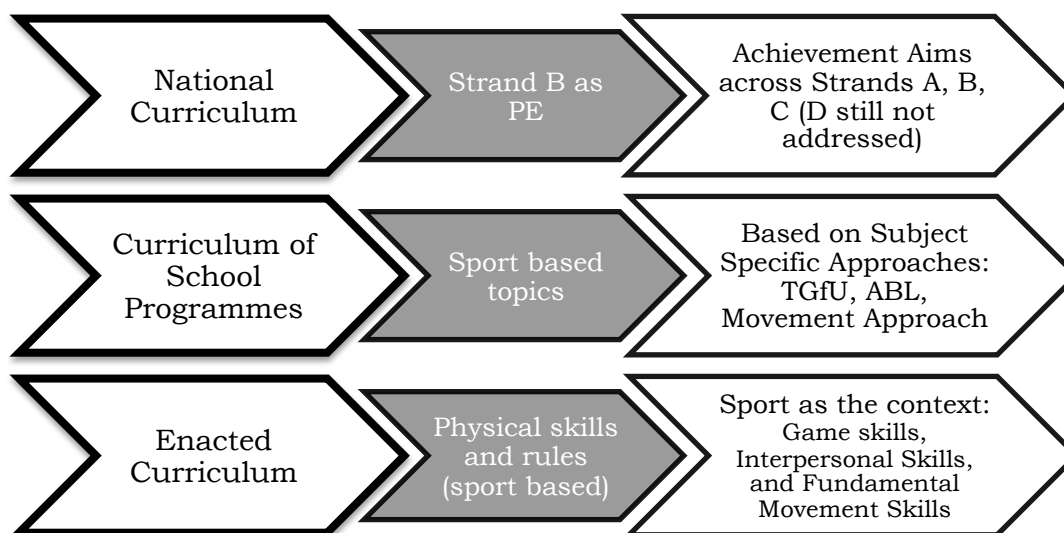 National
Curriculum
Strand B as
PE
Achievement Aims
across Strands A, B,
C (D still not
addressed)
Curriculum of
School
Programmes
Sport based
topics
Based on Subject
Specific Approaches:
TGfU, ABL,
Movement Approach
Enacted
Curriculum
Physical skills
and rules
(sport based)
Sport as the context:
Game skills,
Interpersonal Skills,
and Fundamental
Movement Skills